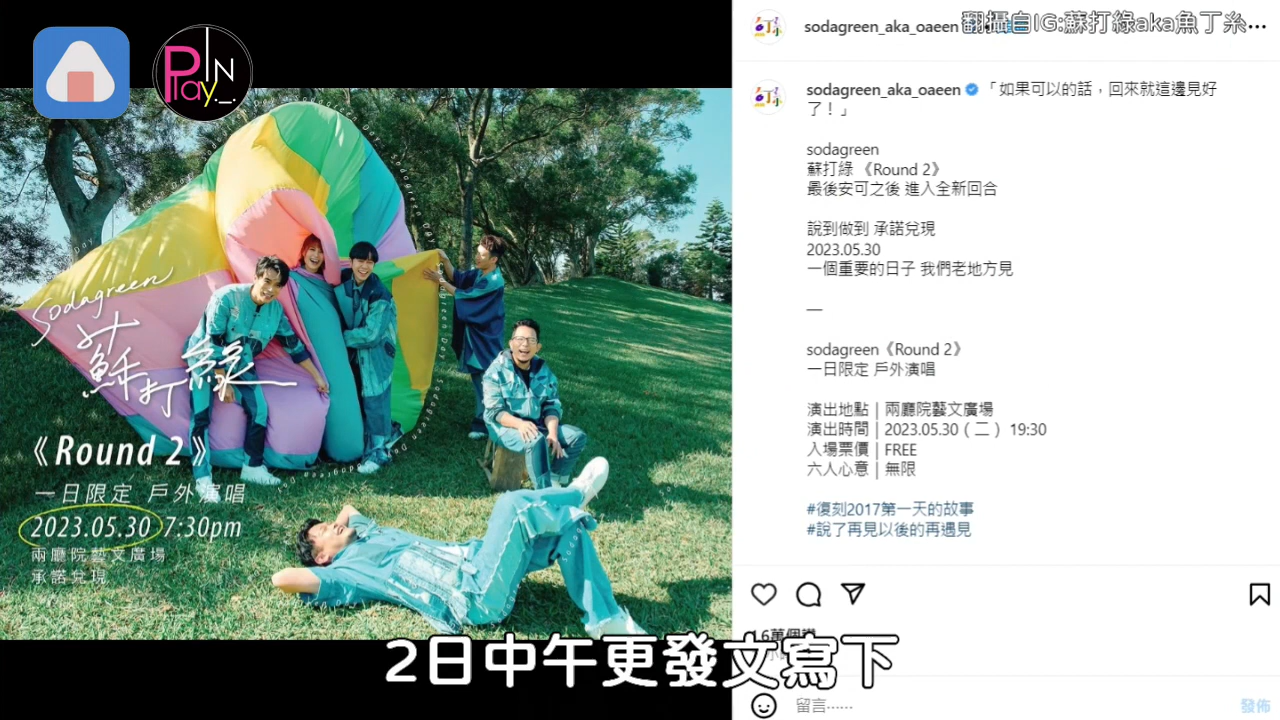 Play IN
sodagreen
蘇打綠
《Round 2》
一日限定 戶外演唱
2023.05.30 7:30pm
兩廳院藝文廣場
承諾兌現
sodagreen_aka_oaeen
翻攝自IG:蘇打綠aka魚丁糸
sodagreen_aka_oaeen 「如果可以的話,回來就這邊見好
了!」
sodagreen
蘇打綠 《Round 2》
最後安可之後 進入全新回合
說到做到 承諾兌現
2023.05.30
一個重要的日子 我們老地方見
—
sodagreen《Round 2》
一日限定 戶外演唱
演出地點|兩廳院藝文廣場
演出時間|2023.05.30(二) 19:30
入場票價|FREE
六人心意|無限
#復刻2017第一天的故事
#說了再見以後的再遇見
2日中午更發文寫下
留言……
發佈